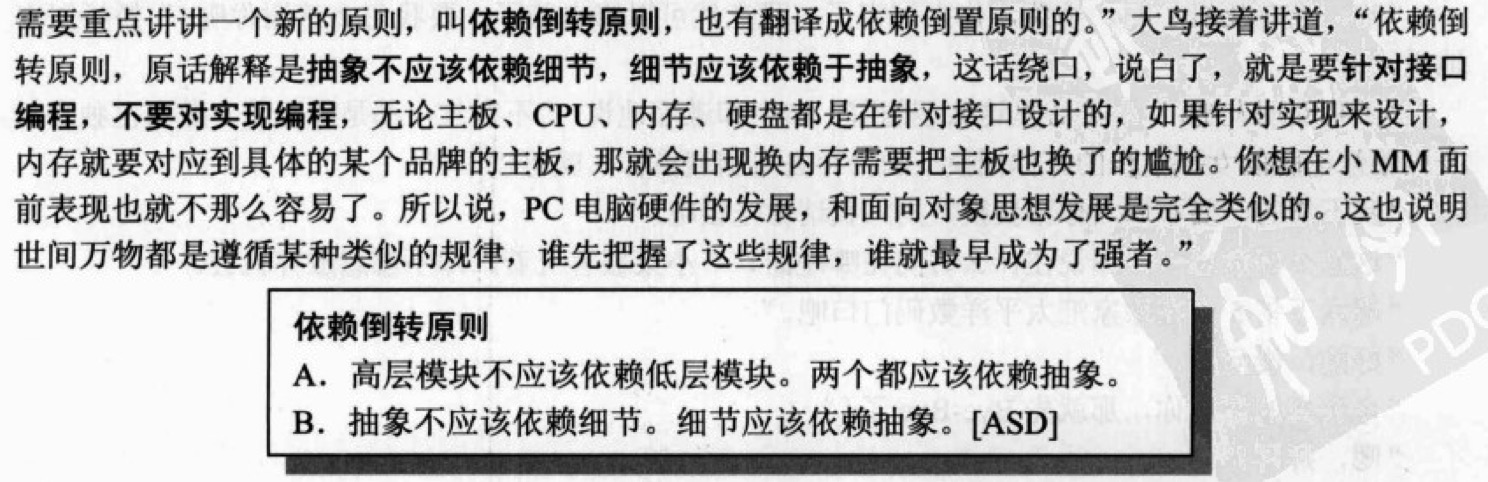 需要重点讲讲一个新的原则，叫依赖倒转原则，也有翻译成依赖倒置原则的。”大鸟接着讲道，“依赖倒
转原则，原话解释是抽象不应该依赖细节，细节应该依赖于抽象，这话绕口，说白了，就是要针对接口
编程，不要对实现编程，无论主板、CPU、内存、硬盘都是在针对接口设计的，如果针对实现来设计，
内存就要对应到具体的某个品牌的主板，那就会出现换内存需要把主板也换了的尴尬。你想在小 MM 面
前表现也就不那么容易了。所以说，PC 电脑硬件的发展，和面向对象思想发展是完全类似的。这也说明
世间万物都是遵循某种类似的规律，谁先把握了这些规律，谁就最早成为了强者。”
依赖倒转原则
A．高层模块不应该依赖低层模块。两个都应该依赖抽象。
B．抽象不应该依赖细节。细节应该依赖抽象。[ASD]
PDG